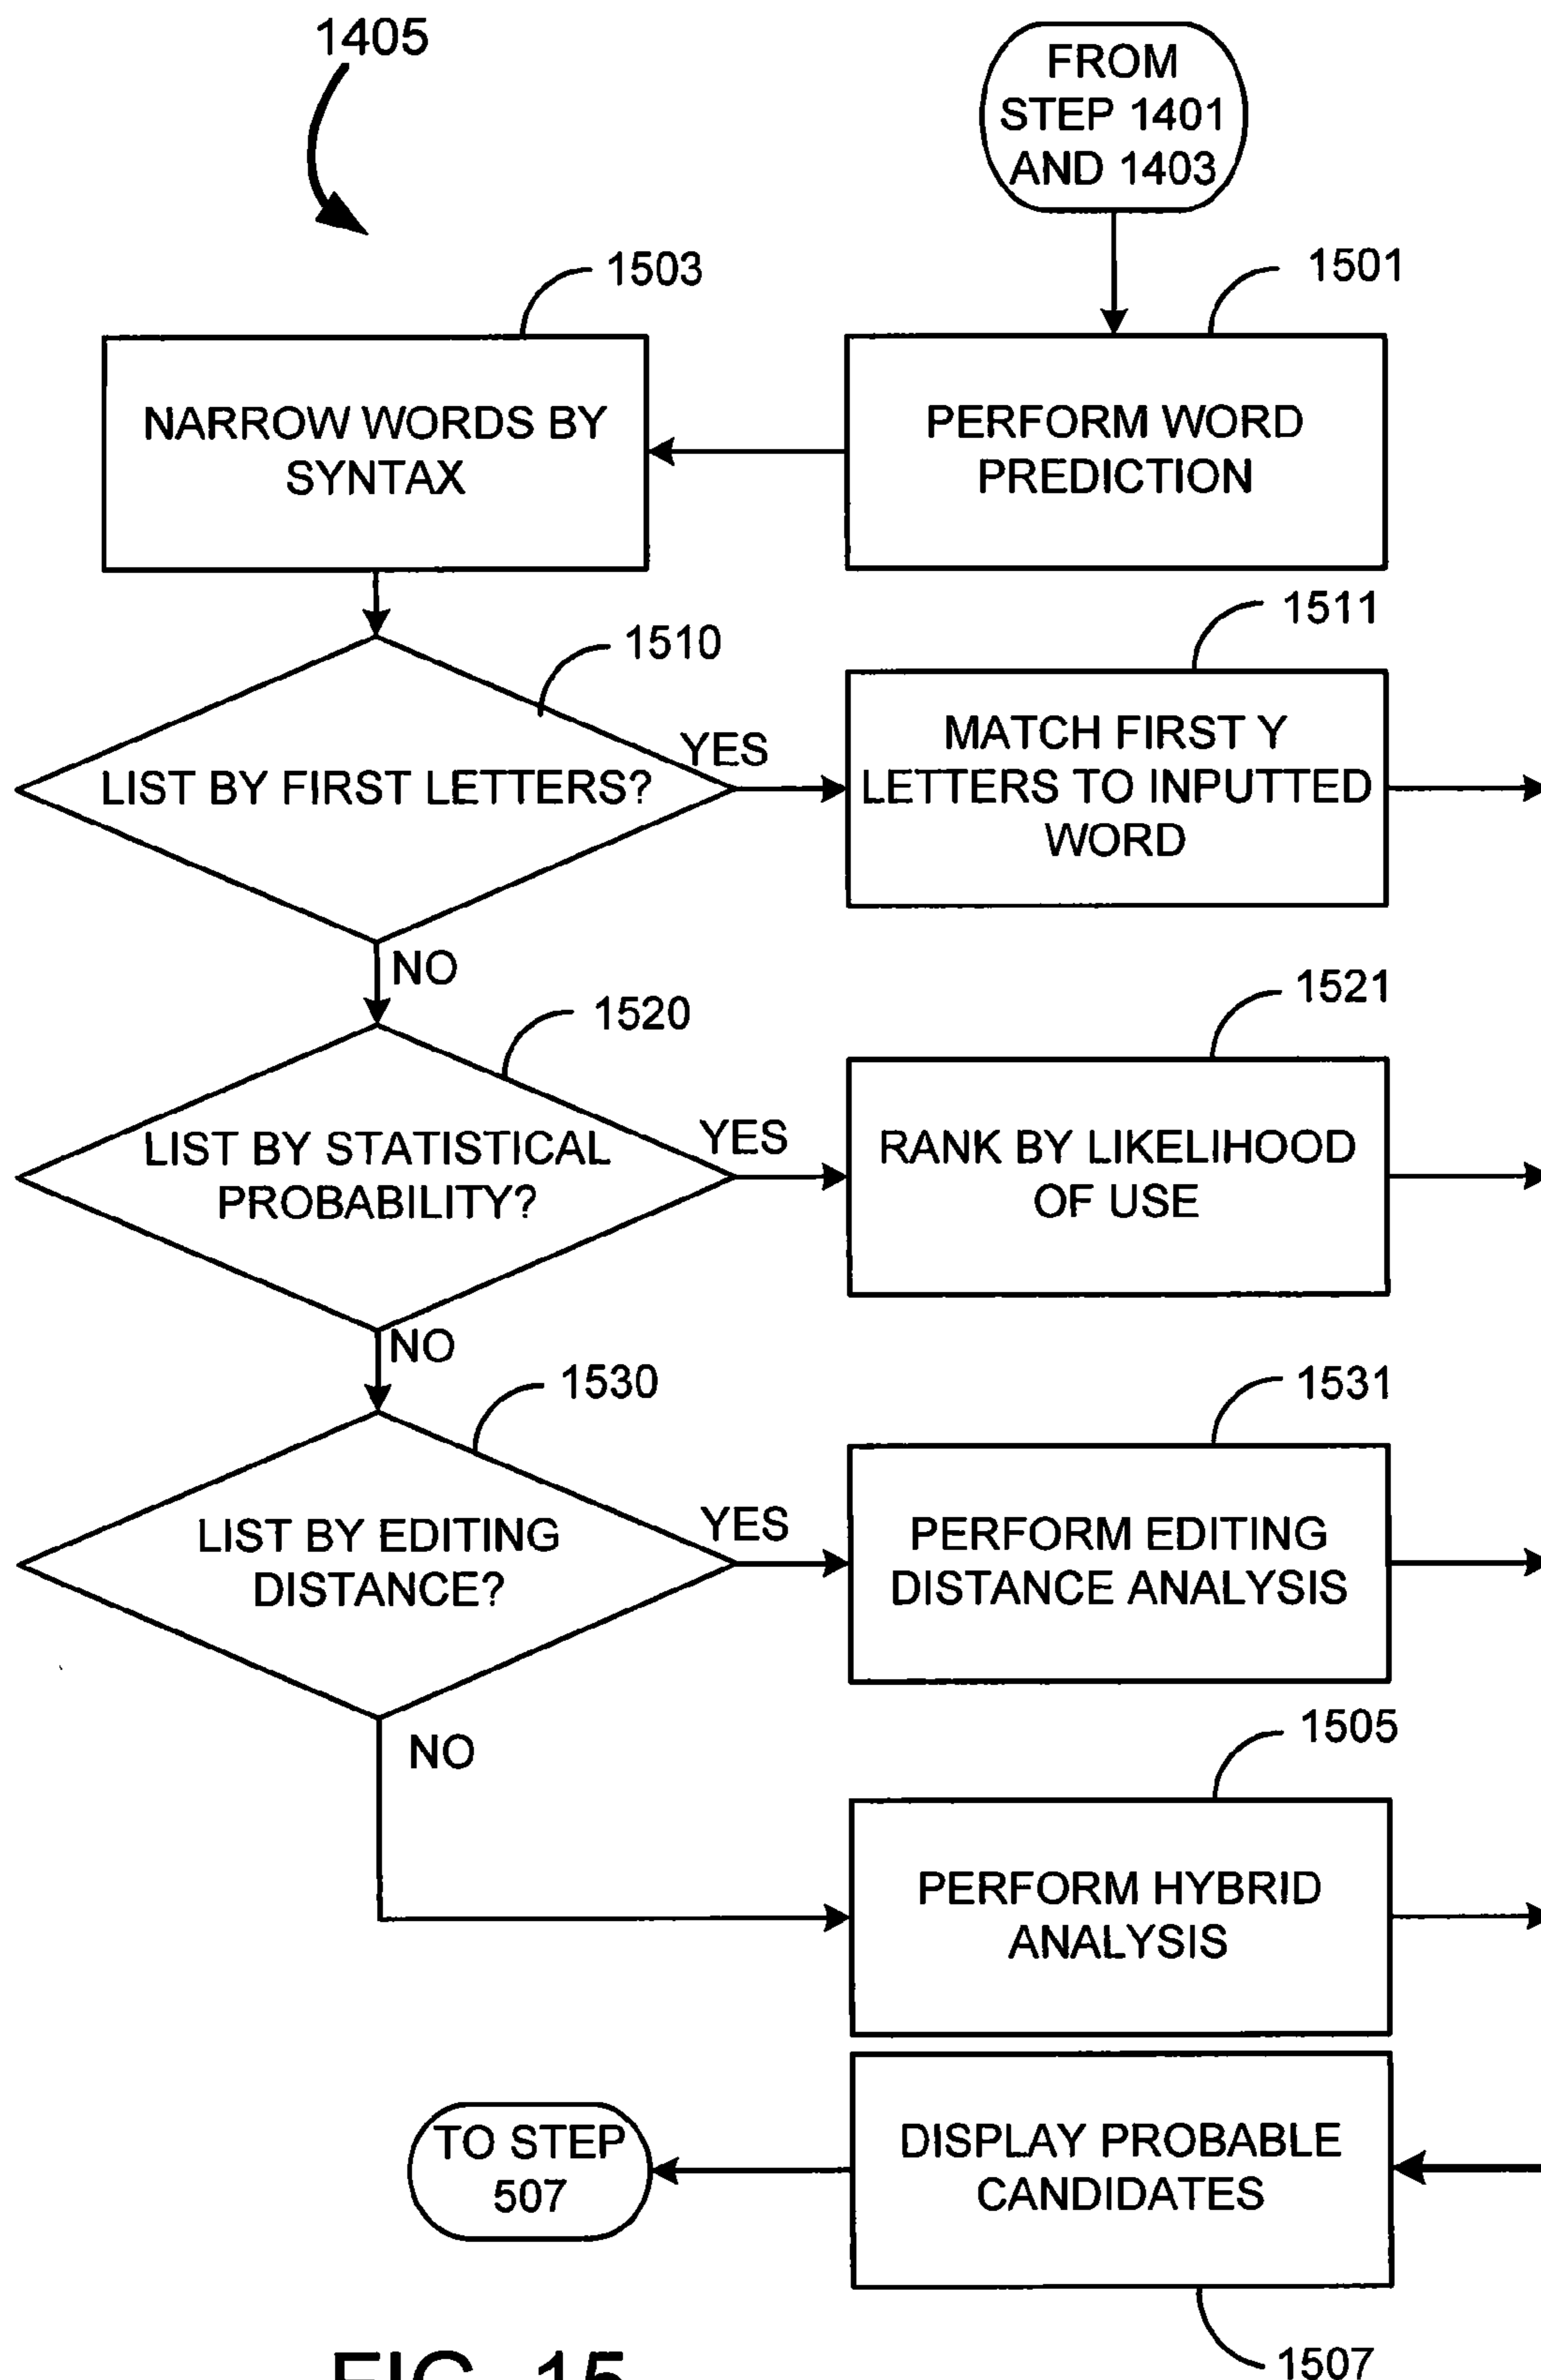 1405
FROM
STEP 1401
AND 1403
1503
1501
NARROW WORDS BY
SYNTAX
PERFORM WORD
PREDICTION
1510
1511
LIST BY FIRST LETTERS?
YES
MATCH FIRST Y
LETTERS TO INPUTTED
WORD
NO
1520
1521
LIST BY STATISTICAL
PROBABILITY?
YES
RANK BY LIKELIHOOD
OF USE
NO
1530
1531
LIST BY EDITING
DISTANCE?
YES
PERFORM EDITING
DISTANCE ANALYSIS
NO
1505
PERFORM HYBRID
ANALYSIS
TO STEP
507
DISPLAY PROBABLE
CANDIDATES
1507
FIG. 15